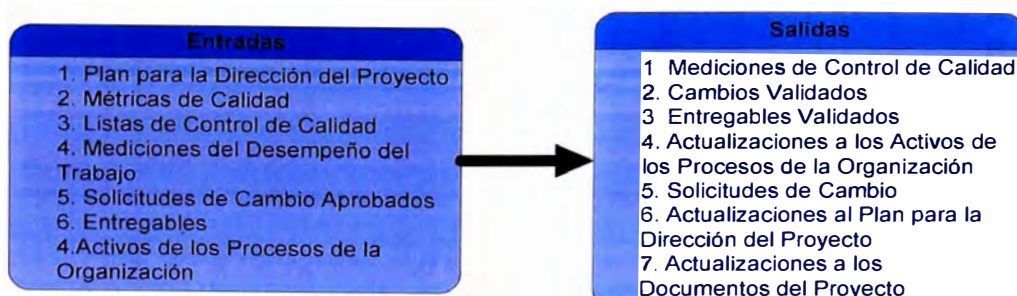 Entradas
1. Plan para la Dirección del Proyecto
2. Métricas de Calidad
3. Listas de Control de Calidad
4. Mediciones del Desempeño del
Trabajo
5. Solicitudes de Cambio Aprobados
6. Entregables
4.Activos de los Procesos de la
Organización
Salidas
1 Mediciones de Control de Calidad
2. Cambios Validados
3 Entregables Validados
4. Actualizaciones a los Activos de
los Procesos de la Organización
5. Solicitudes de Cambio
6. Actualizaciones al Plan para la
Dirección del Proyecto
7. Actualizaciones a los
Documentos del Proyecto